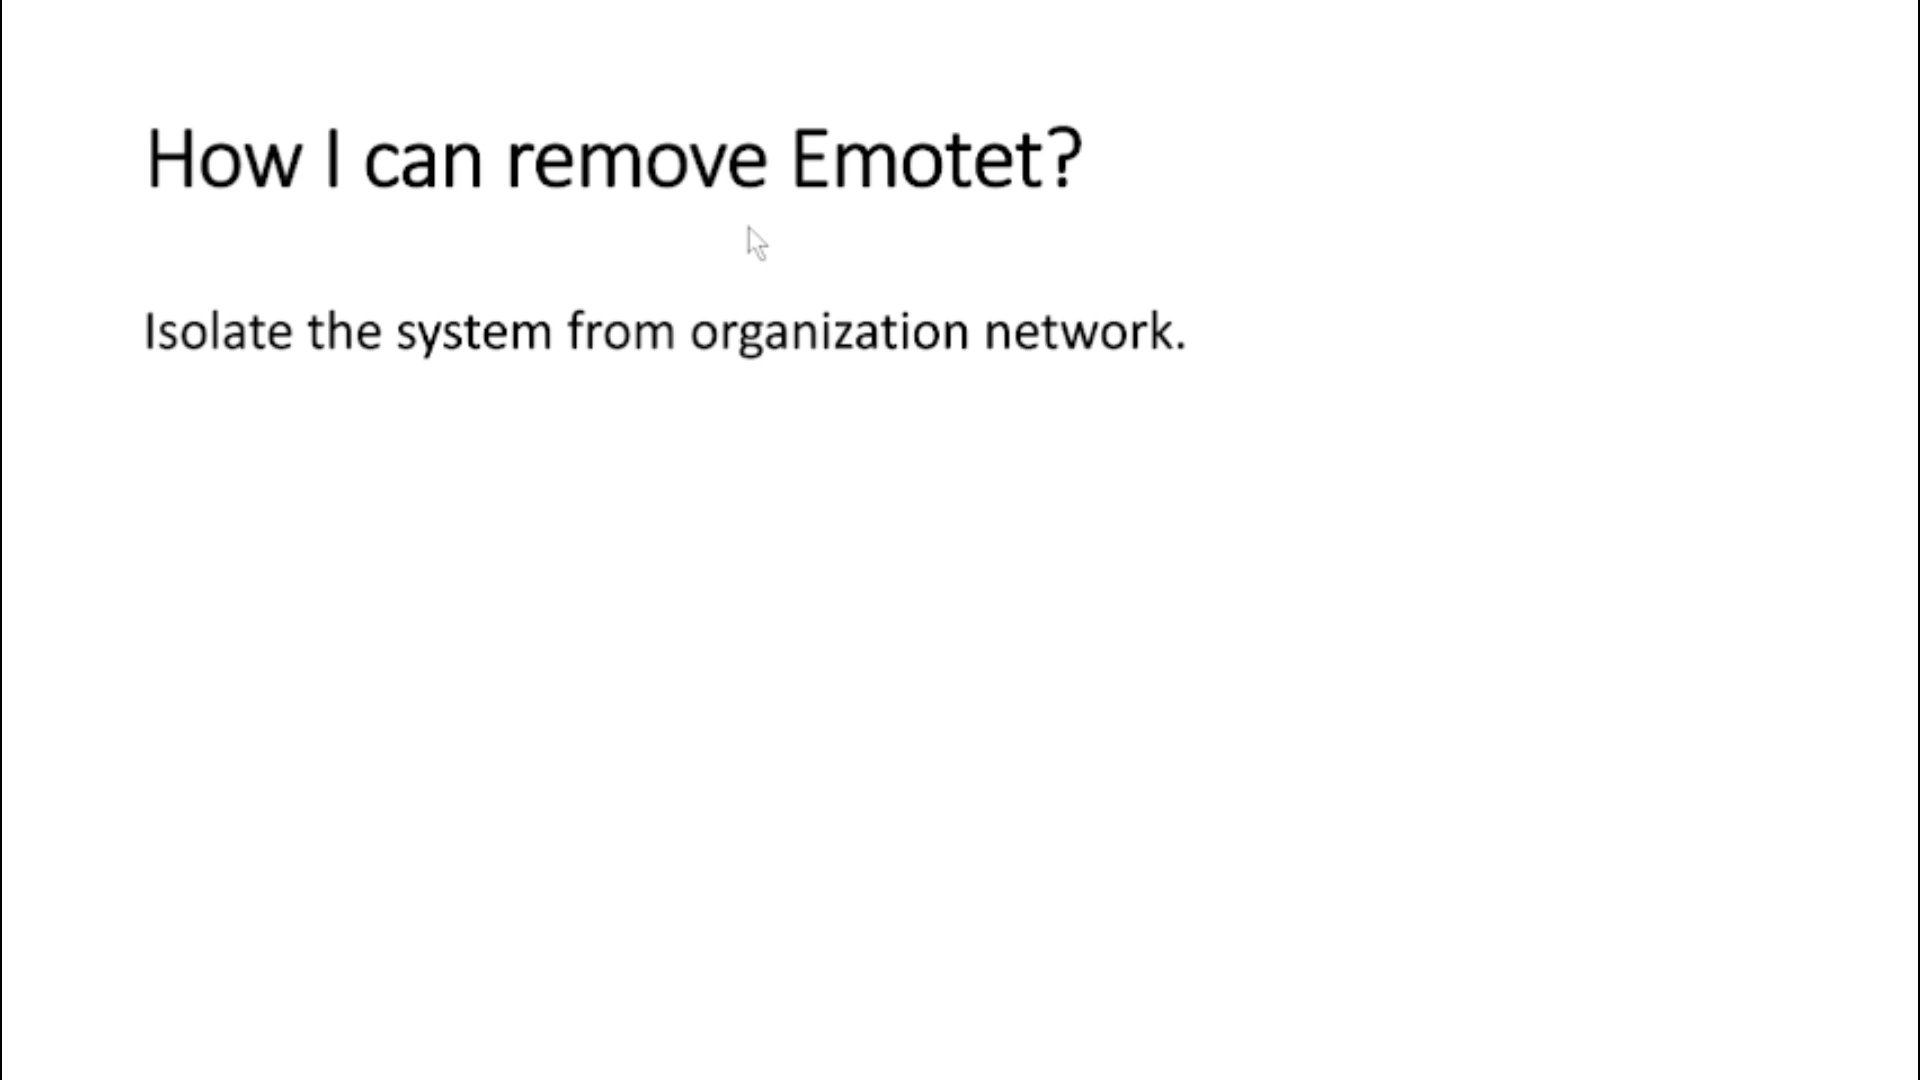 How I can remove Emotet?
Isolate the system from organization network.